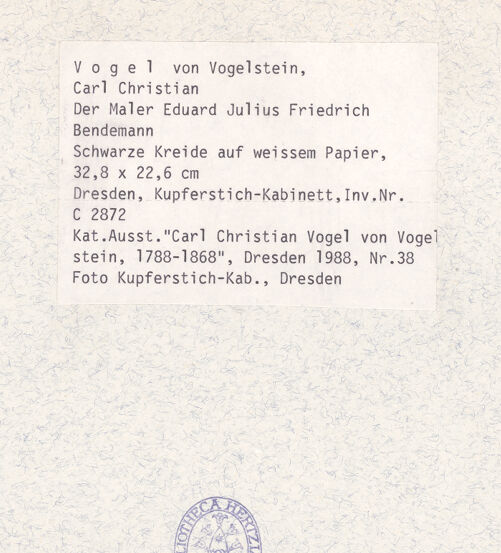 V o g e l von Vogelstein,
Carl Christian
Der Maler Eduard Julius Friedrich
Bendemann
Schwarze Kreide auf weissem Papier,
32,8 x 22,6 cm
Dresden, Kupferstich-Kabinett,Inv.Nr.
C 2872
Kat.Ausst."Carl Christian Vogel von Vogel
stein, 1788-1868", Dresden 1988, Nr.38
Foto Kupferstich-Kab., Dresden